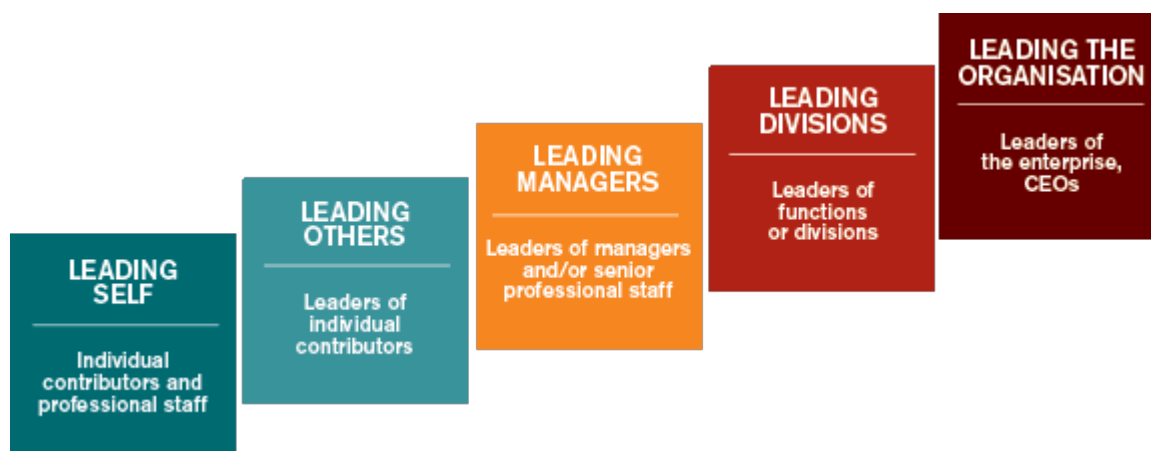 LEADING
SELF
Individual
contributors and
professional staff
LEADING
OTHERS
Leaders of
individual
contributors
LEADING
MANAGERS
Leaders of managers
and/or senior
professional staff
LEADING
DIVISIONS
Leaders of
functions
or divisions
LEADING THE
ORGANISATION
Leaders of
the enterprise,
CEOs